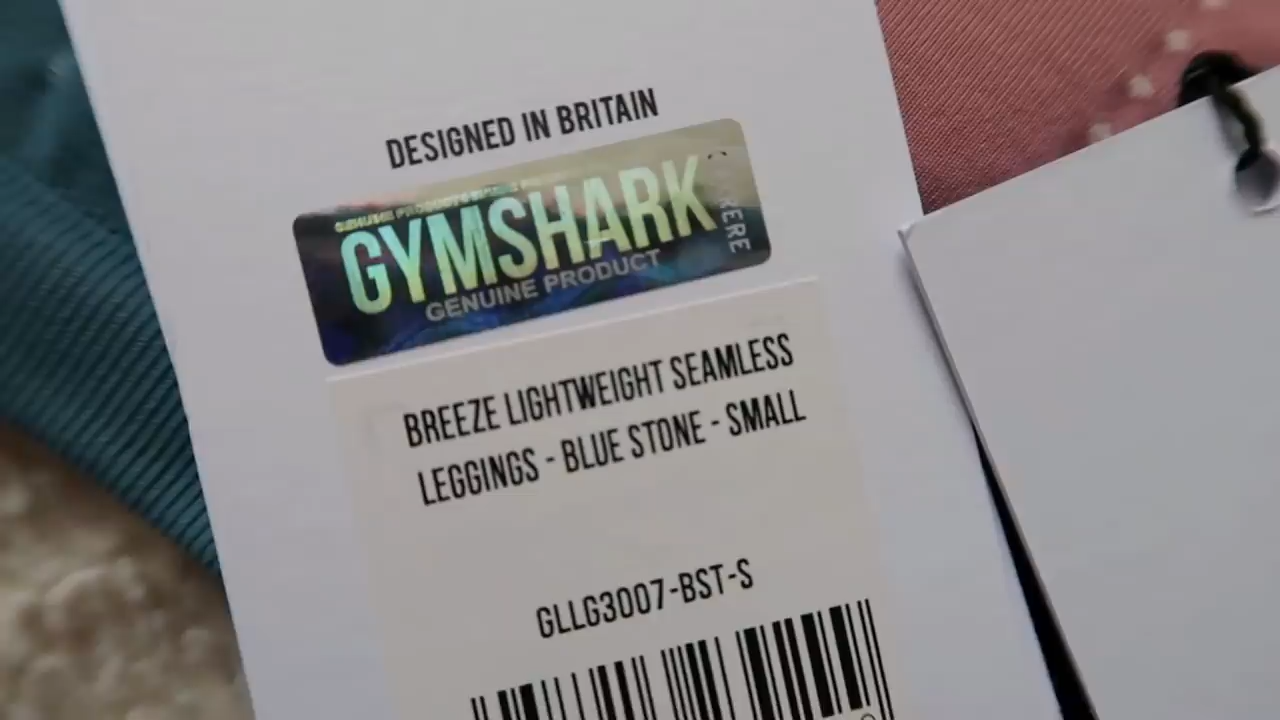 DESIGNED IN BRITAIN
GYMSHARK
GENUINE PRODUCT
BREEZE LIGHTWEIGHT SEAMLESS
LEGGINGS - BLUE STONE - SMALL
GLLG3007-BST-S